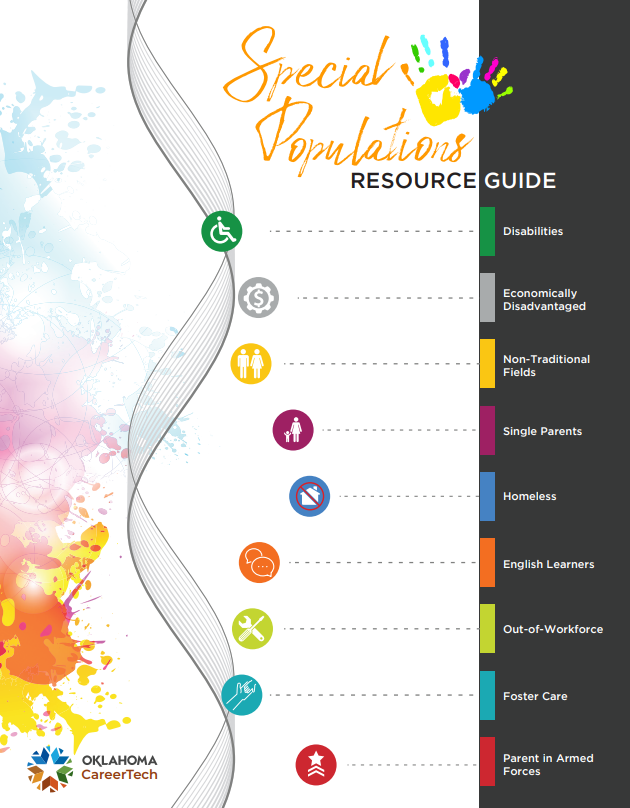 Special
Populations
RESOURCE GUIDE
Disabilities
Economically
Disadvantaged
Non-Traditional
Fields
Single Parents
Homeless
English Learners
Out-of-Workforce
Foster Care
Parent in Armed
Forces
$
OKLAHOMA
CareerTech